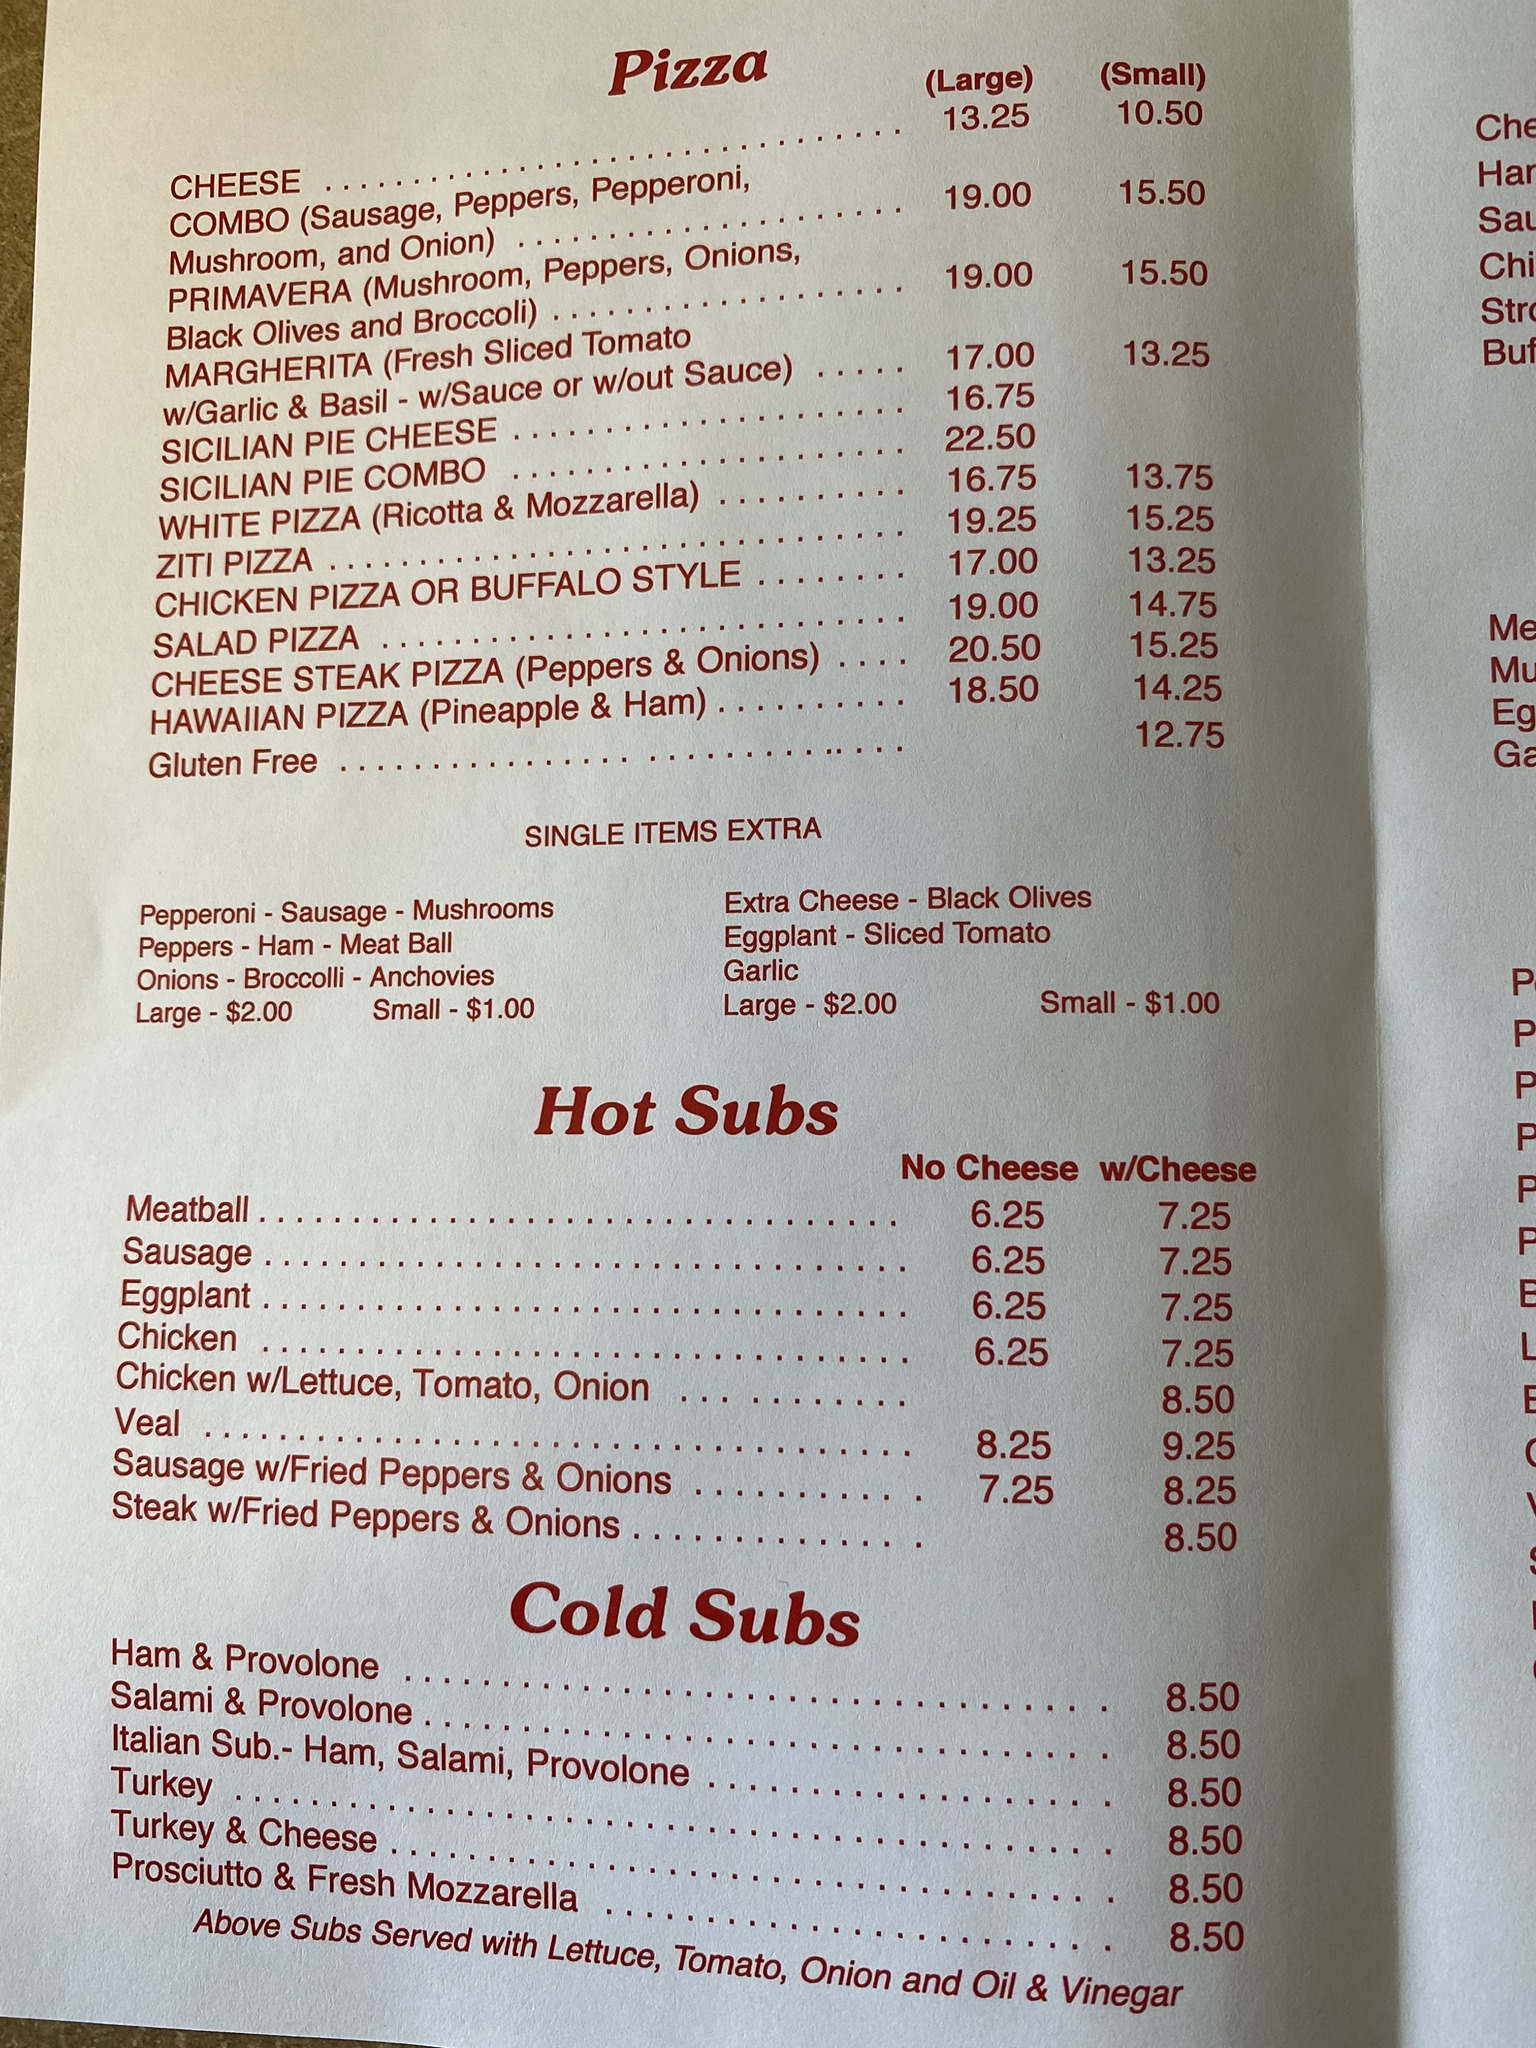 Pizza
(Large) (Small)
CHEESE .................................... 13.25 10.50
COMBO (Sausage, Peppers, Pepperoni,
Mushroom, and Onion) ...................... 19.00 15.50
PRIMAVERA (Mushroom, Peppers, Onions,
Black Olives and Broccoli) .................... 19.00 15.50
MARGHERITA (Fresh Sliced Tomato
w/Garlic & Basil - w/Sauce or w/out Sauce) ..... 17.00 13.25
SICILIAN PIE CHEESE ...................... 16.75
SICILIAN PIE COMBO ...................... 22.50
WHITE PIZZA (Ricotta & Mozzarella) .......... 16.75 13.75
ZITI PIZZA .................................. 19.25 15.25
CHICKEN PIZZA OR BUFFALO STYLE ........ 17.00 13.25
SALAD PIZZA .............................. 19.00 14.75
CHEESE STEAK PIZZA (Peppers & Onions) .... 20.50 15.25
HAWAIIAN PIZZA (Pineapple & Ham) ........... 18.50 14.25
Gluten Free ................................ 12.75
SINGLE ITEMS EXTRA
Pepperoni - Sausage - Mushrooms
Peppers - Ham - Meat Ball
Onions - Broccolli - Anchovies
Large - $2.00 Small - $1.00
Extra Cheese - Black Olives
Eggplant - Sliced Tomato
Garlic
Large - $2.00 Small - $1.00
Hot Subs
No Cheese w/Cheese
Meatball ................................... 6.25 7.25
Sausage ................................... 6.25 7.25
Eggplant ................................... 6.25 7.25
Chicken ................................... 6.25 7.25
Chicken w/Lettuce, Tomato, Onion ........... 8.50
Veal ....................................... 8.25 9.25
Sausage w/Fried Peppers & Onions ........... 7.25 8.25
Steak w/Fried Peppers & Onions .............. 8.50
Cold Subs
Ham & Provolone .................................... 8.50
Salami & Provolone .................................... 8.50
Italian Sub.- Ham, Salami, Provolone ...................... 8.50
Turkey .............................................. 8.50
Turkey & Cheese ...................................... 8.50
Prosciutto & Fresh Mozzarella .......................... 8.50
Above Subs Served with Lettuce, Tomato, Onion and Oil & Vinegar